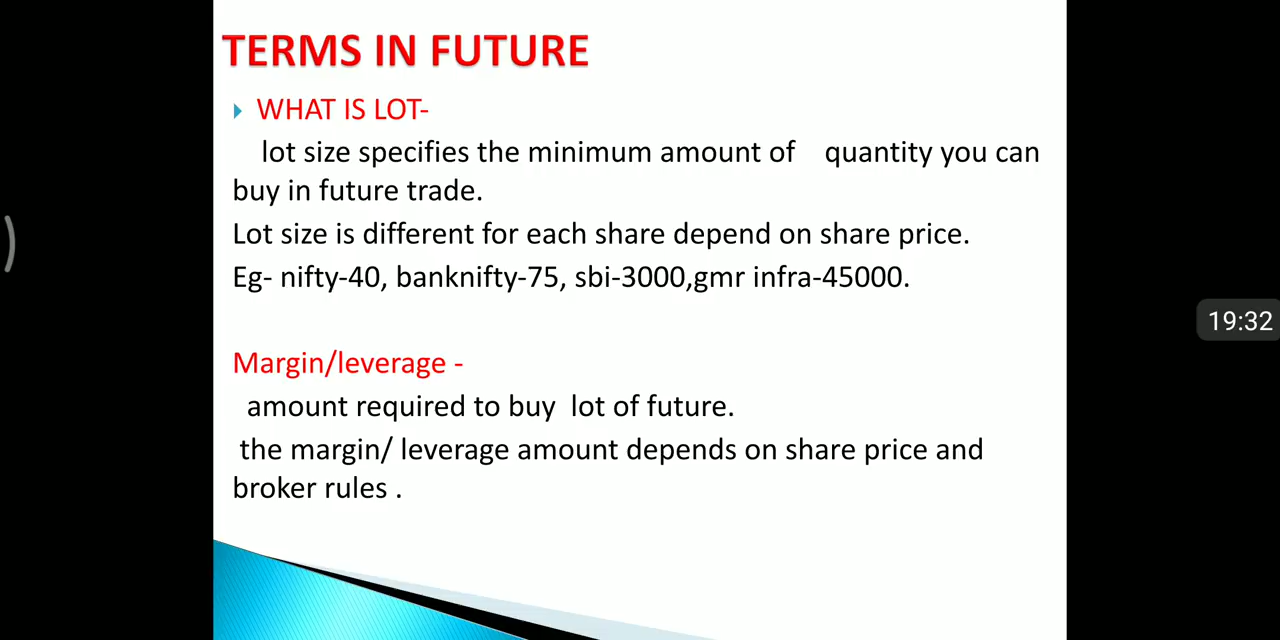 TERMS IN FUTURE
WHAT IS LOT-
lot size specifies the minimum amount of quantity you can
buy in future trade.
Lot size is different for each share depend on share price.
Eg- nifty-40, banknifty-75, sbi-3000,gmr infra-45000.
19:32
Margin/leverage -
amount required to buy lot of future.
the margin/ leverage amount depends on share price and
broker rules .